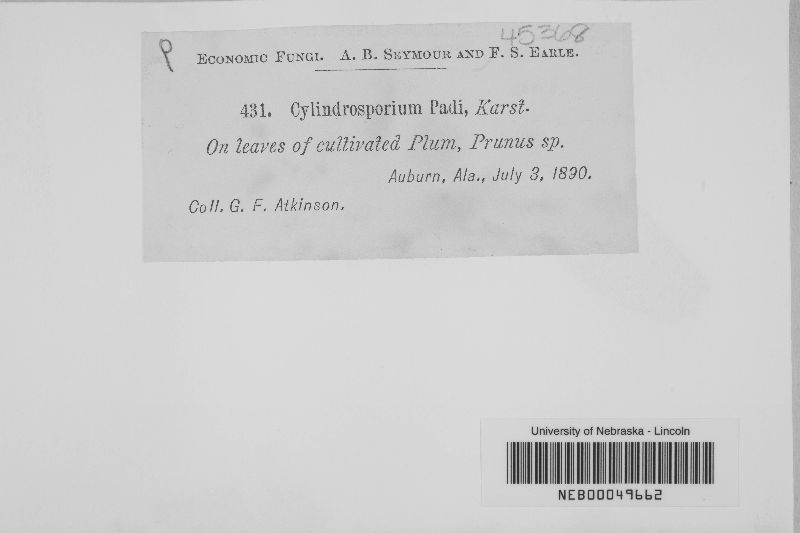 45368
P
ECONOMIC FUNGI. A. B. SEYMOUR AND F. S. EARLE.
431. Cylindrosporium Padi, Karst.
On leaves of cultivated Plum, Prunus sp.
Auburn, Ala., July 3, 1890.
Coll. G. F. Atkinson.
University of Nebraska - Lincoln
NEB00049662